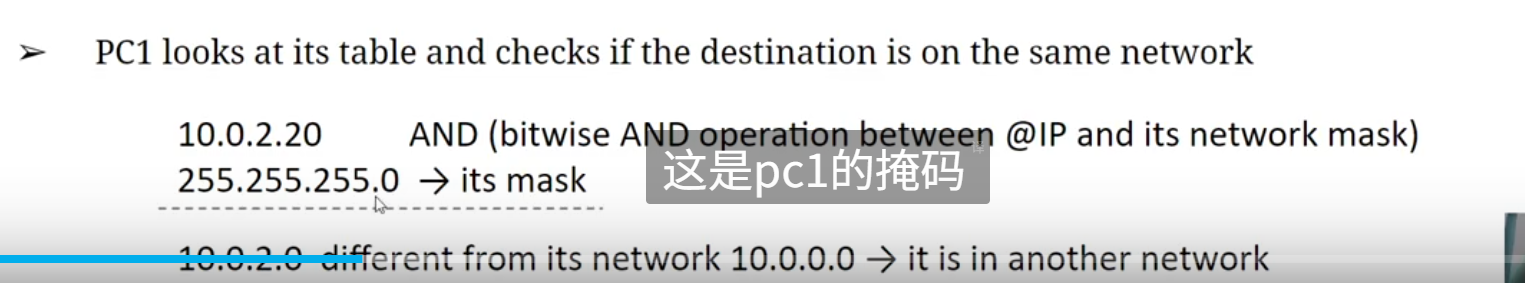 ➢ PC1 looks at its table and checks if the destination is on the same network
10.0.2.20 AND (bitwise AND operation between @IP and its network mask)
255.255.255.0 → its mask
这是pc1的掩码
10.0.2.0 different from its network 10.0.0.0 → it is in another network